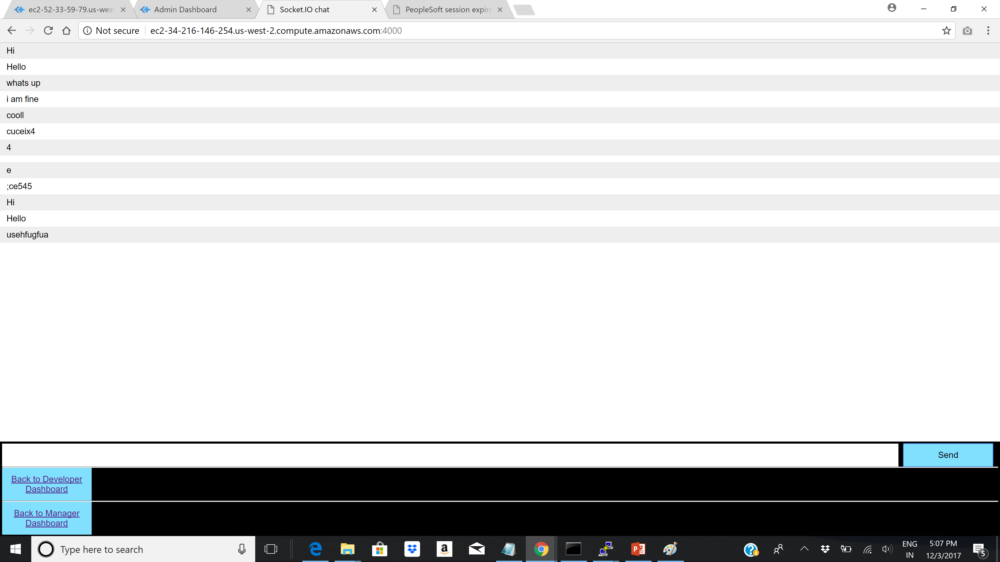 ec2-52-33-59-79.us-west
Admin Dashboard
Socket.IO chat
PeopleSoft session expire
Not secure
ec2-34-216-146-254.us-west-2.compute.amazonaws.com:4000
Hi
Hello
whats up
i am fine
cooll
cuceix4
4
e
;ce545
Hi
Hello
usehfugfua
Send
Back to Developer
Dashboard
Back to Manager
Dashboard
Type here to search
ENG
IN
5:07 PM
12/3/2017
5